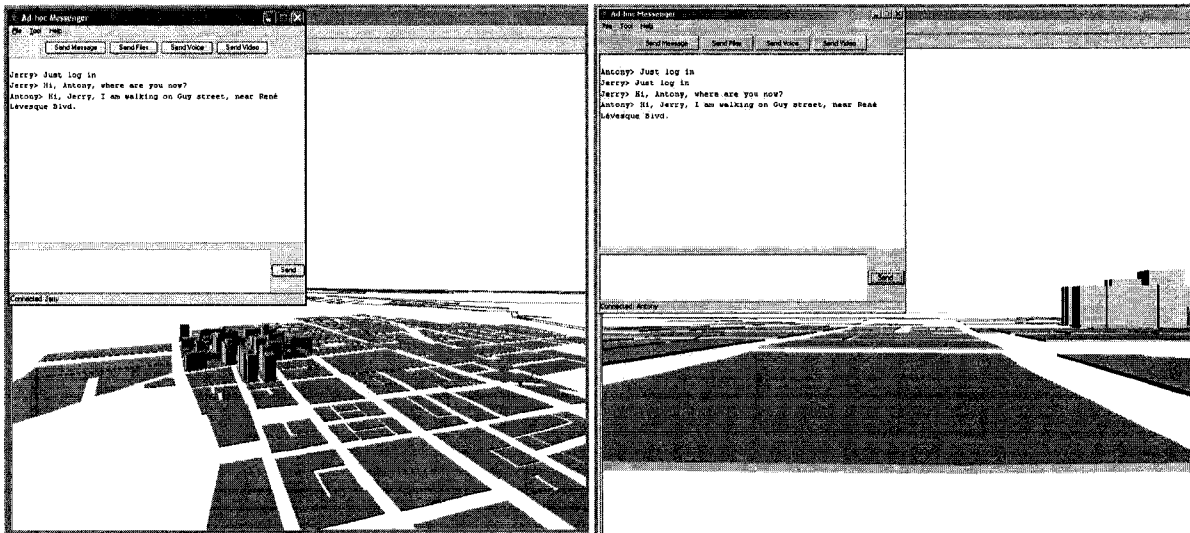 Ad hoc Messenger
File Tool Help
Send Message Send Files Send Voice Send Video
Jerry> Just log in
Jerry> Hi, Antony, where are you now?
Antony> Hi, Jerry, I am walking on Guy street, near René
Lévesque Blvd.
Send
Connected: Jerry
Ad hoc Messenger
File Tool Help
Send Message Send Files Send Voice Send Video
Antony> Just log in
Jerry> Just log in
Jerry> Hi, Antony, where are you now?
Antony> Hi, Jerry, I am walking on Guy street, near René
Lévesque Blvd.
Send
Connected: Antony